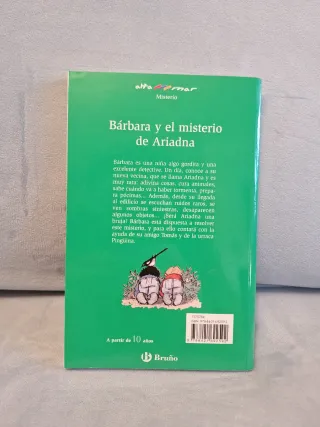 altamar
Misterio
Bárbara y el misterio
de Ariadna
Bárbara es una niña algo gordita y una
excelente detective. Un día, conoce a su
nueva vecina, que se llama Ariadna y es
muy rara: adivina cosas, cura animales,
sabe cuándo va a haber tormenta, prepa-
ra pócimas... Además, desde su llegada
al edificio se escuchan ruidos raros, se
ven sombras siniestras, desaparecen
algunos objetos... ¿Será Ariadna una
bruja? Bárbara está dispuesta a resolver
este misterio, y para ello contará con la
ayuda de su amigo Tomás y de la urraca
Pingüina.
A partir de 10 años
Bruño